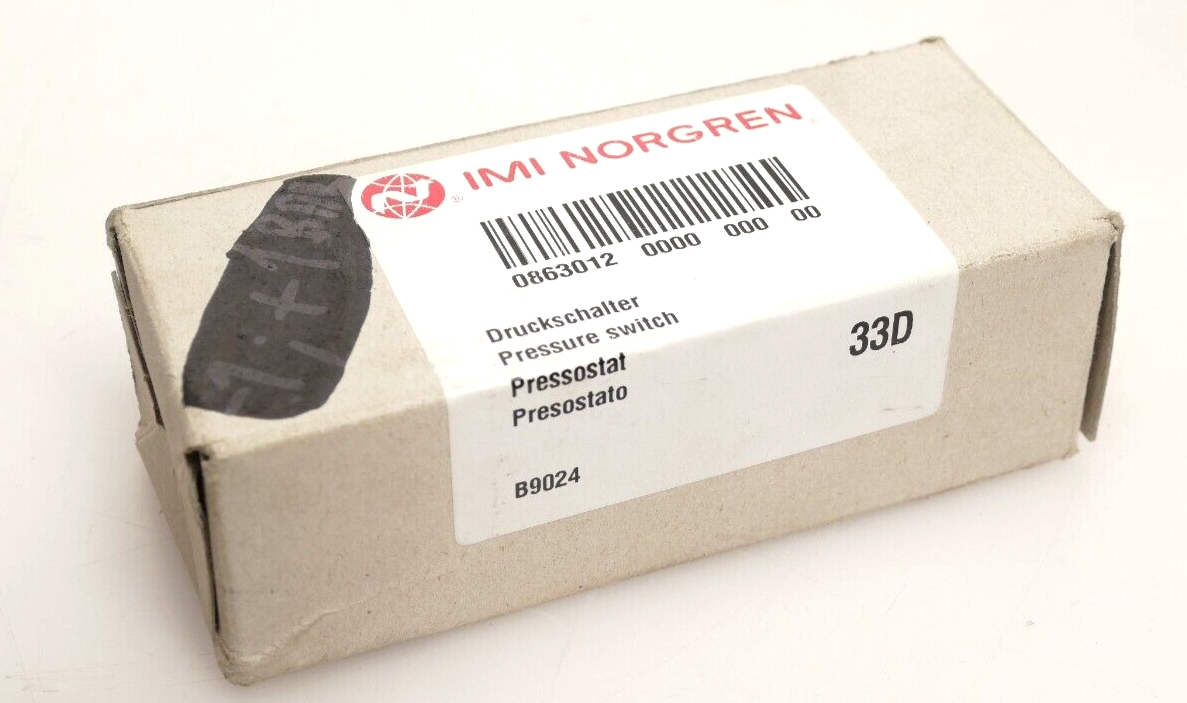 IMI NORGREN
0863012 0000 000 00
Druckschalter
Pressure switch
Pressostat
Presostato
33D
B9024